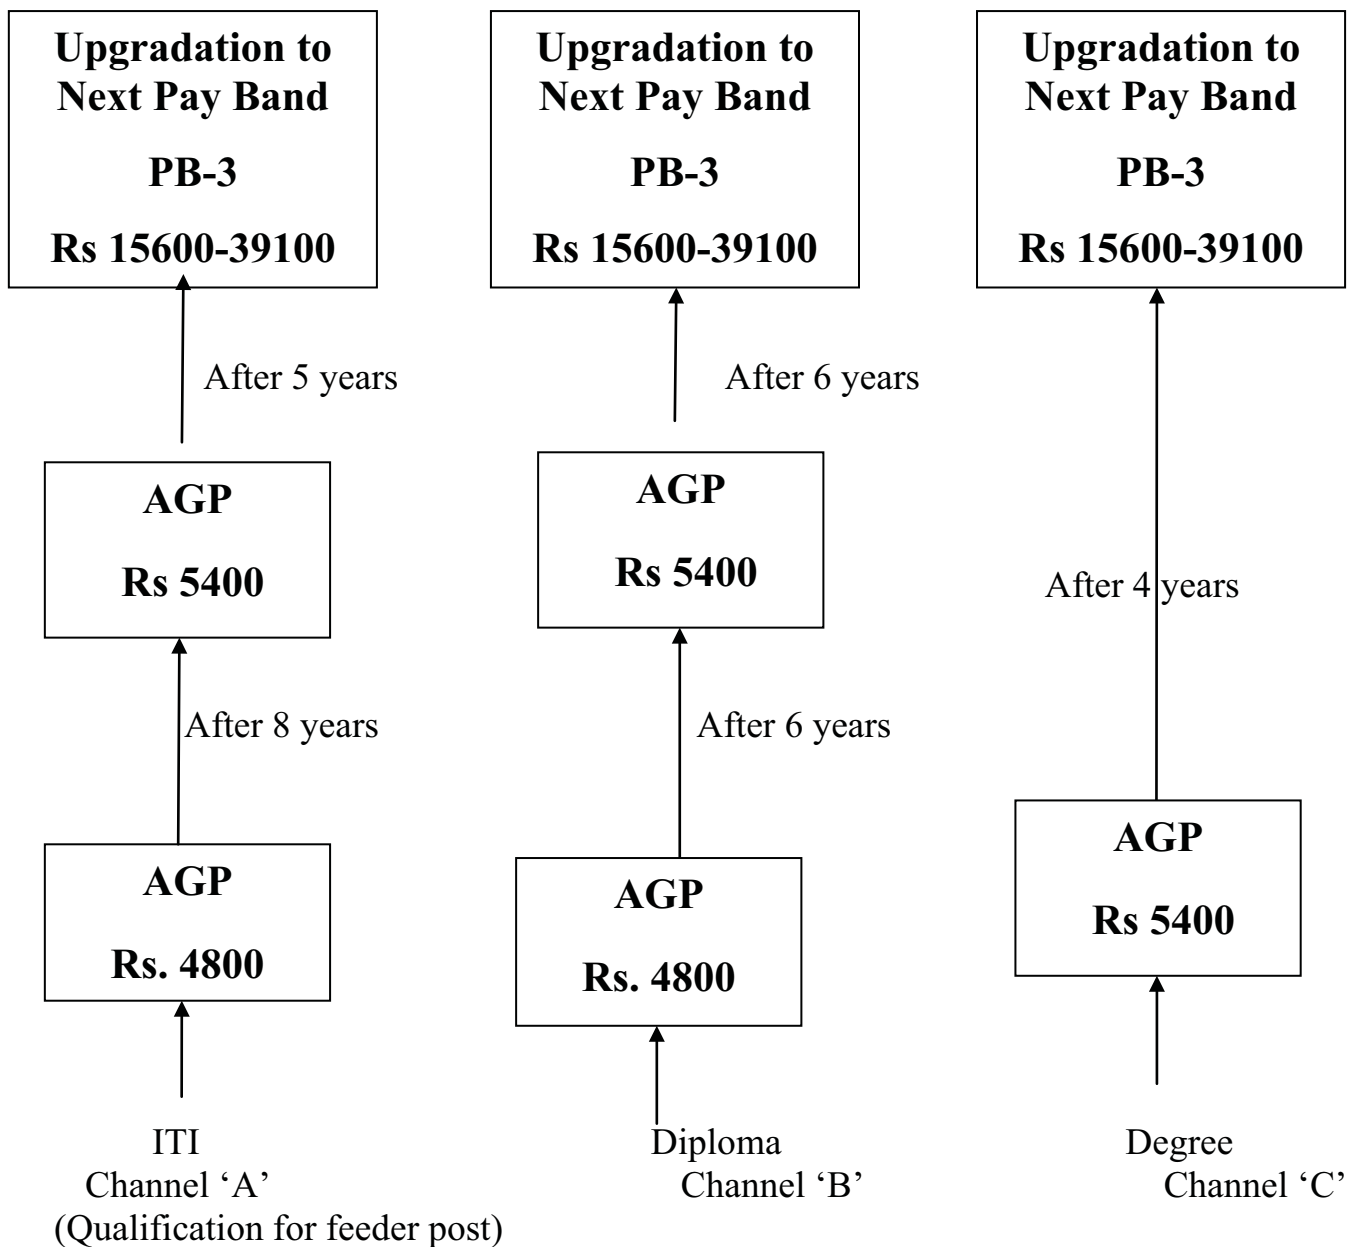 Upgradation to
Next Pay Band
PB-3
Rs 15600-39100
Upgradation to
Next Pay Band
PB-3
Rs 15600-39100
Upgradation to
Next Pay Band
PB-3
Rs 15600-39100
After 5 years
After 6 years
AGP
Rs 5400
AGP
Rs 5400
After 4 years
After 8 years
After 6 years
AGP
Rs. 4800
AGP
Rs. 4800
AGP
Rs 5400
ITI
Channel ‘A’
(Qualification for feeder post)
Diploma
Channel ‘B’
Degree
Channel ‘C’